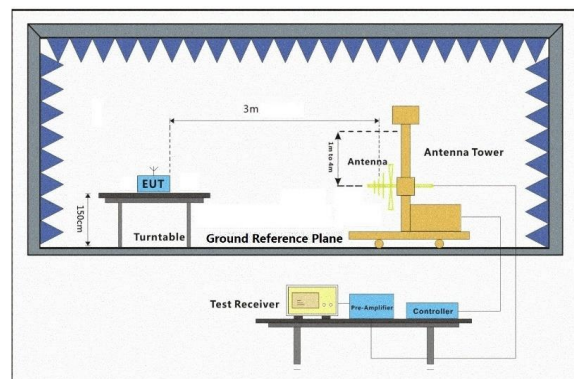 3m
1m to 4m
Antenna
Antenna Tower
EUT
150cm
Turntable
Ground Reference Plane
Test Receiver
Pre-Amplifier
Controller